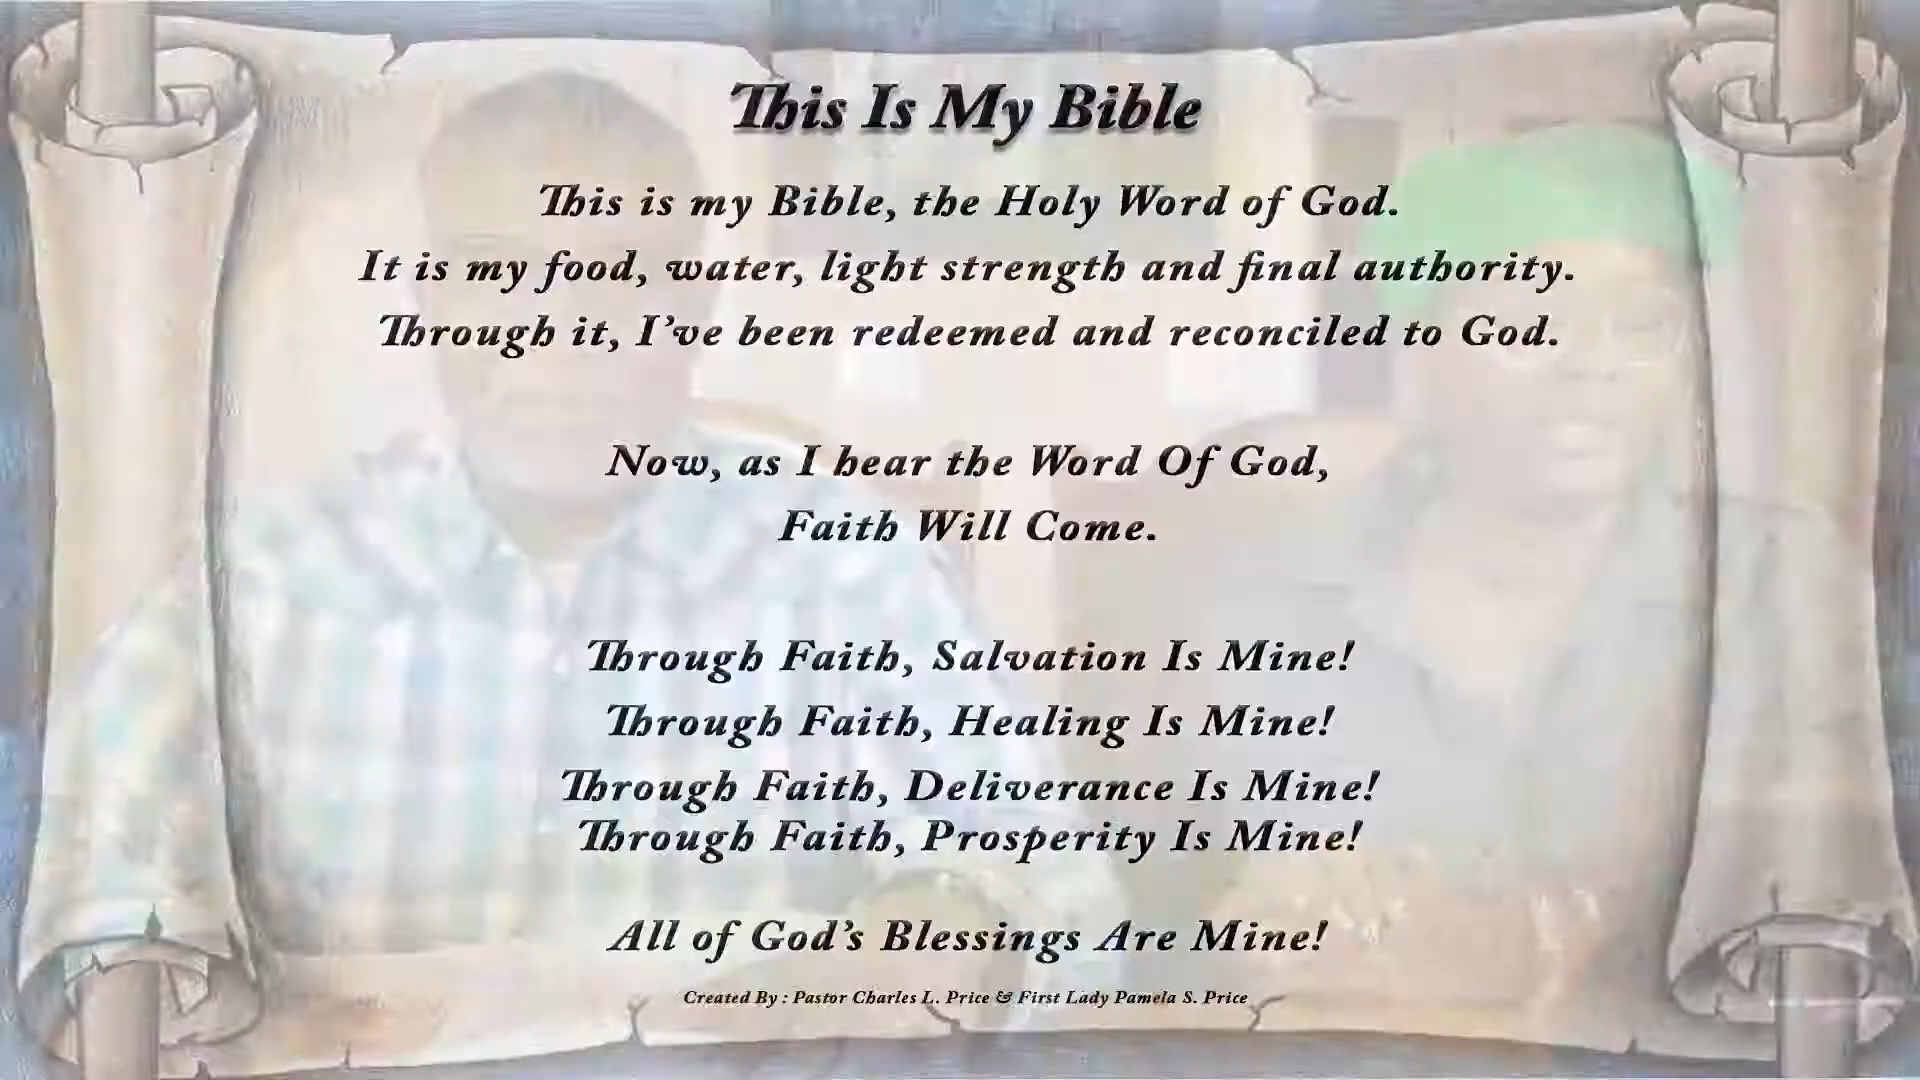 This Is My Bible
This is my Bible, the Holy Word of God.
It is my food, water, light strength and final authority.
Through it, I’ve been redeemed and reconciled to God.
Now, as I hear the Word Of God,
Faith Will Come.
Through Faith, Salvation Is Mine!
Through Faith, Healing Is Mine!
Through Faith, Deliverance Is Mine!
Through Faith, Prosperity Is Mine!
All of God’s Blessings Are Mine!
Created By : Pastor Charles L. Price & First Lady Pamela S. Price